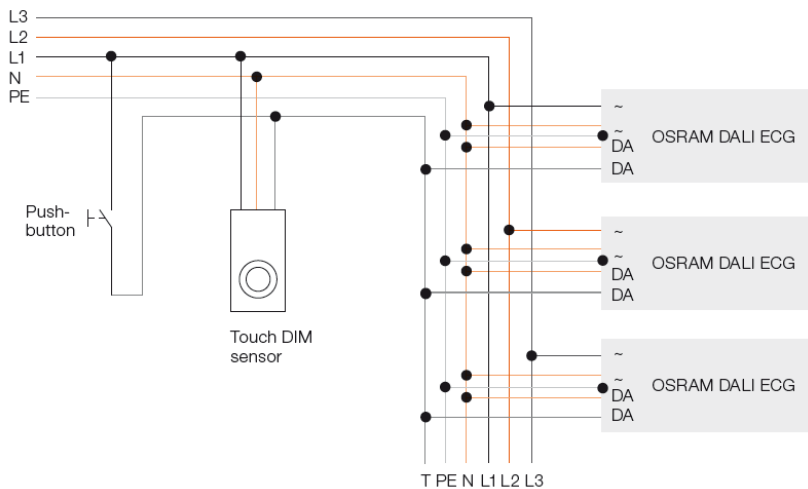 L3
L2
L1
N
PE
~
~
DA
DA
OSRAM DALI ECG
Push-
button
~
~
DA
DA
OSRAM DALI ECG
Touch DIM
sensor
~
~
DA
DA
OSRAM DALI ECG
T PE N L1 L2 L3